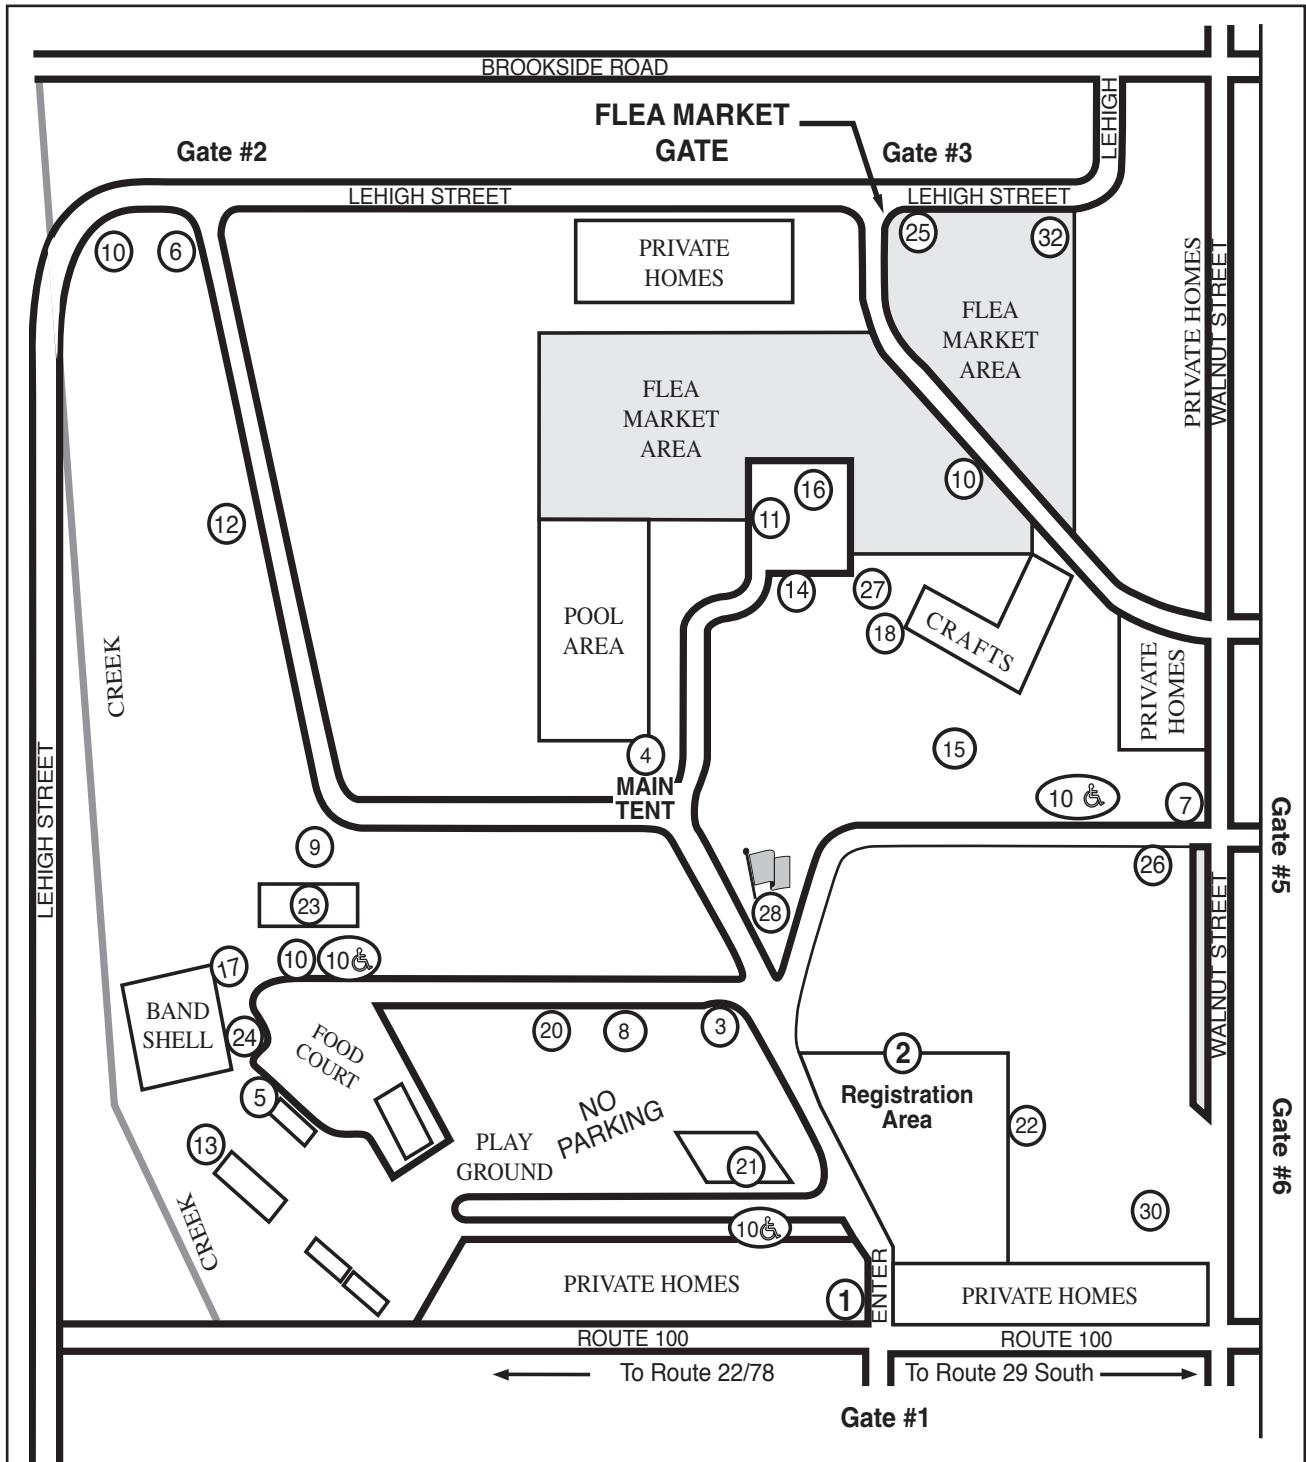 BROOKSIDE ROAD
FLEA MARKET
GATE
LEHIGH
Gate #2
Gate #3
LEHIGH STREET
LEHIGH STREET
10
6
25
32
PRIVATE
HOMES
PRIVATE HOMES
WALNUT STREET
FLEA
MARKET
AREA
FLEA
MARKET
AREA
10
16
11
12
14
27
18
CRAFTS
POOL
AREA
CREEK
PRIVATE
HOMES
4
MAIN
TENT
15
10
7
LEHIGH STREET
Gate #5
9
23
26
28
WALNUT STREET
10
10
17
BAND
SHELL
24
FOOD
COURT
20
8
3
2
Registration
Area
5
22
NO
PARKING
13
PLAY
GROUND
21
Gate #6
30
CREEK
10
ENTER
PRIVATE HOMES
1
PRIVATE HOMES
ROUTE 100
ROUTE 100
To Route 22/78
To Route 29 South
Gate #1